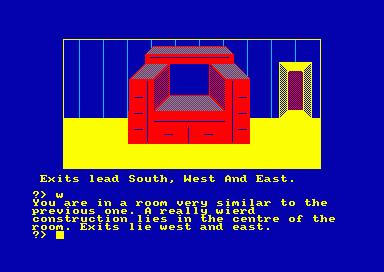 Exits lead South, West And East.
?> w
You are in a room very similar to the
previous one. A really wierd
construction lies in the centre of the
room. Exits lie west and east.
?>